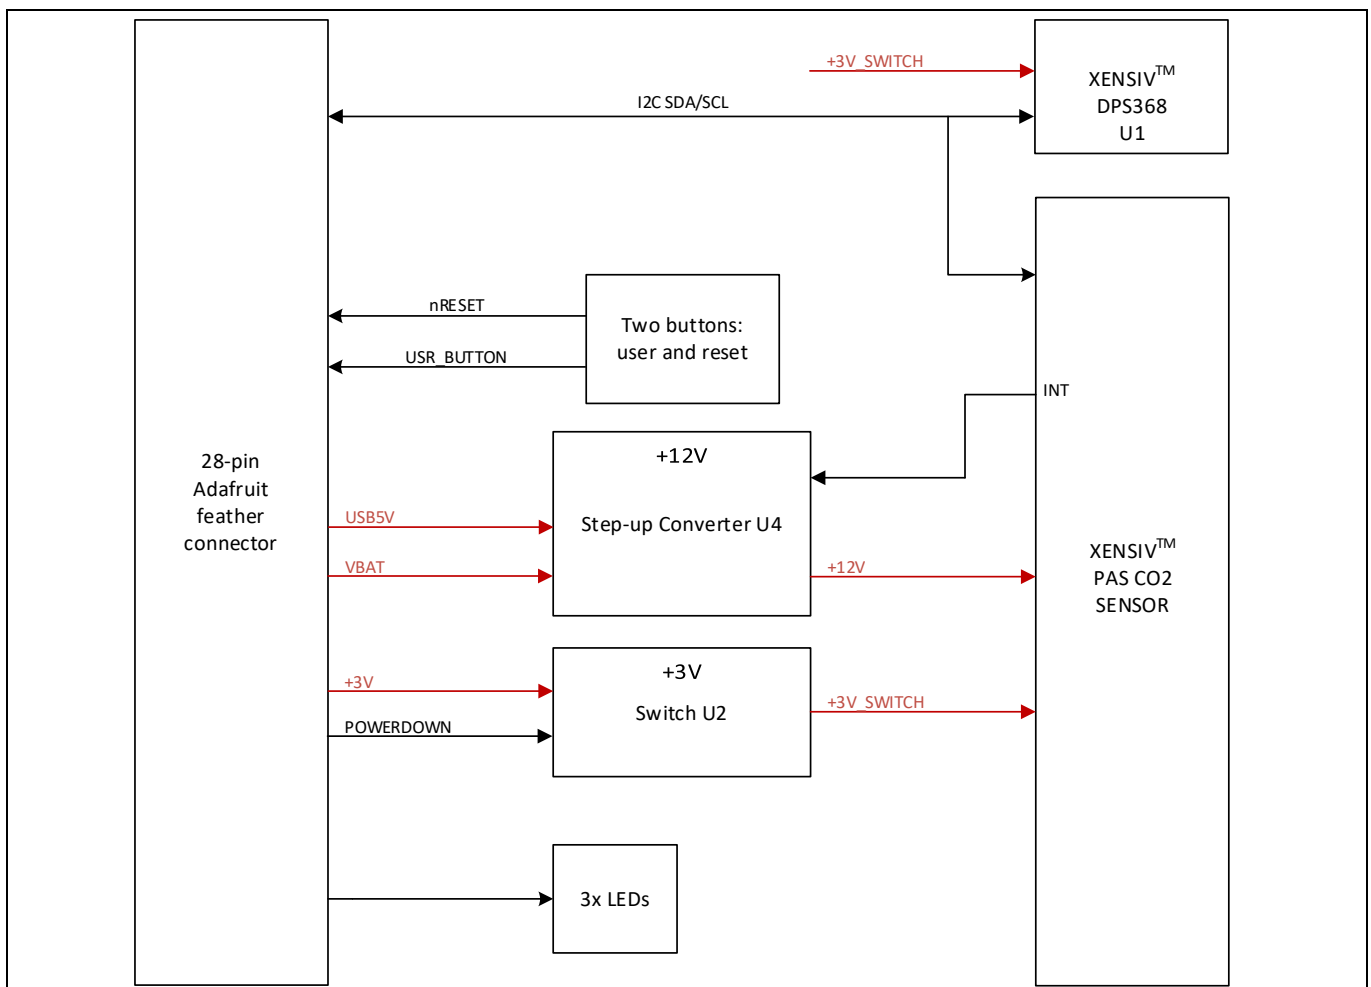 +3V_SWITCH
XENSIV™
DPS368
U1
I2C SDA/SCL
nRESET
USR_BUTTON
Two buttons:
user and reset
INT
28-pin
Adafruit
feather
connector
+12V
Step-up Converter U4
USB5V
VBAT
+12V
XENSIV™
PAS CO2
SENSOR
+3V
Switch U2
+3V
POWERDOWN
+3V_SWITCH
3x LEDs